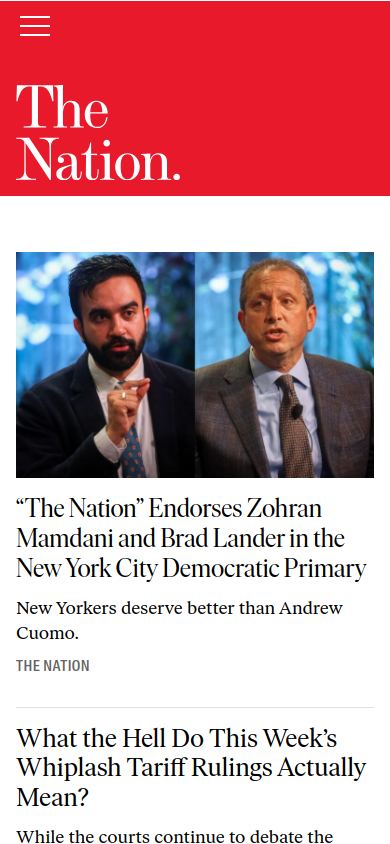 The
Nation.
“The Nation” Endorses Zohran
Mamdani and Brad Lander in the
New York City Democratic Primary
New Yorkers deserve better than Andrew
Cuomo.
THE NATION
What the Hell Do This Week’s
Whiplash Tariff Rulings Actually
Mean?
While the courts continue to debate the